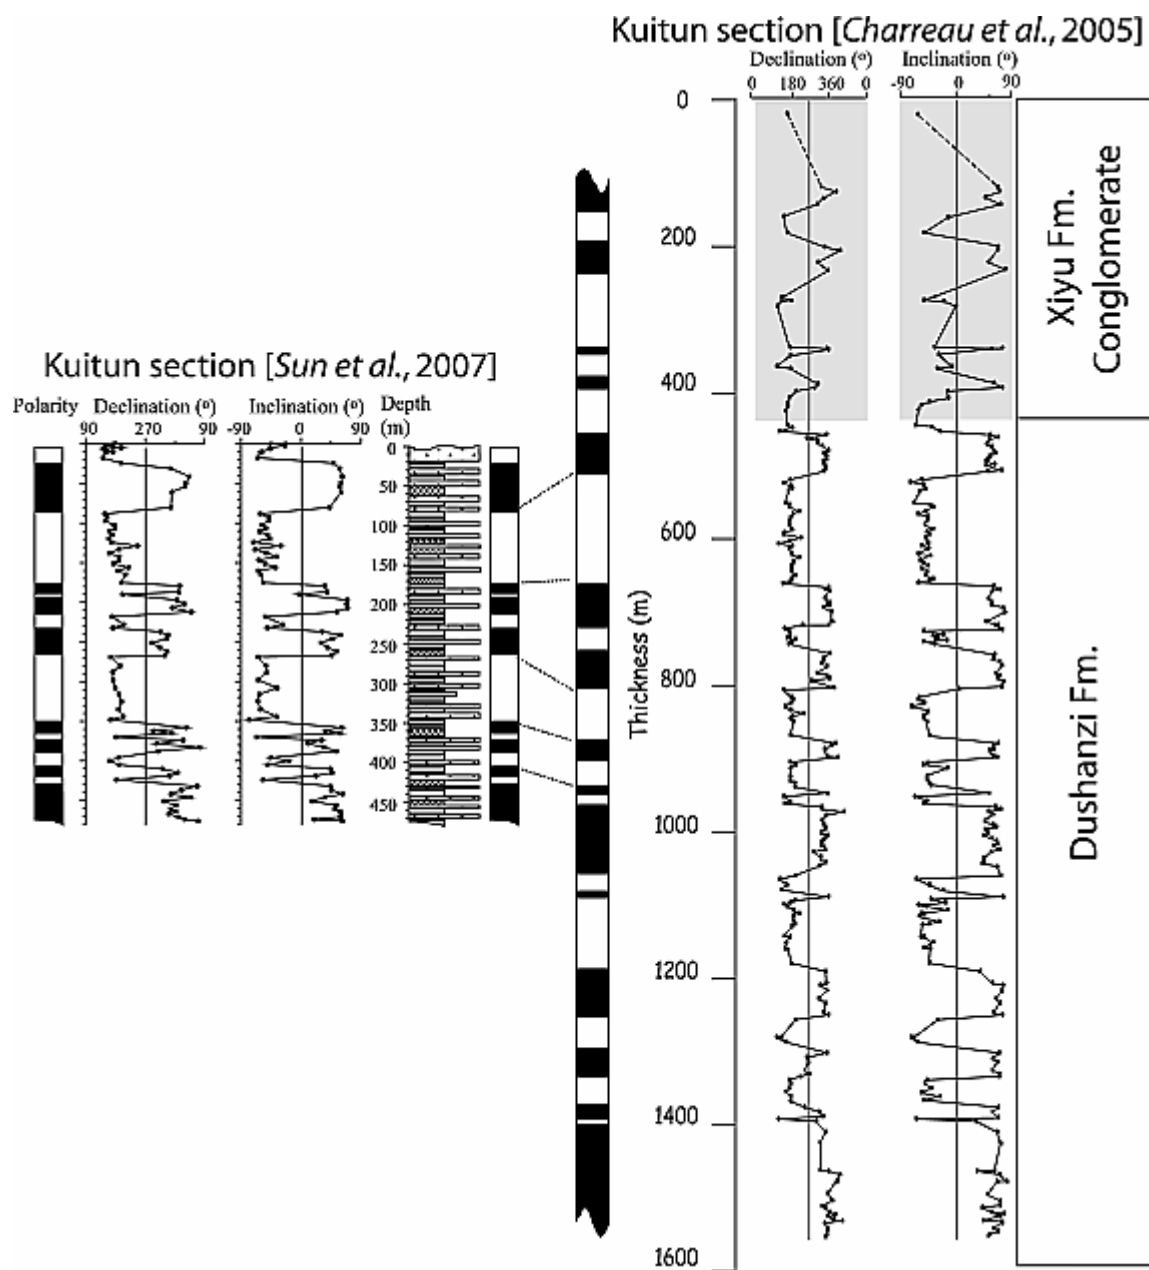 Kuitun section [Charreau et al., 2005]
Declination (º) Inclination (º)
0 180 360 0 -90 0 90
0
200
400
600
800
1000
1200
1400
1600
Thickness (m)
Xiyu Fm.
Conglomerate
Dushanzi Fm.
Kuitun section [Sun et al., 2007]
Polarity Declination (º) Inclination (º) Depth
90 270 90 -90 0 90 (m)
0
50
100
150
200
250
300
350
400
450